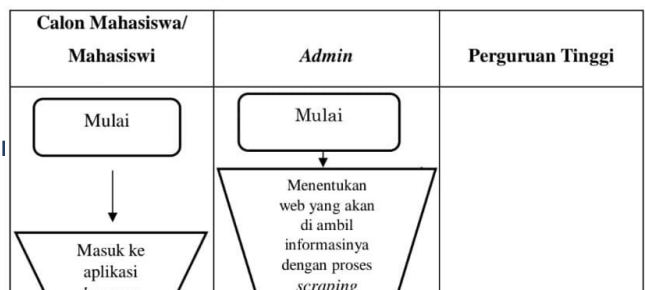 Calon Mahasiswa/
Mahasiswi
Admin
Perguruan Tinggi
Mulai
Masuk ke
aplikasi
Mulai
Menentukan
web yang akan
di ambil
informasinya
dengan proses
scraping